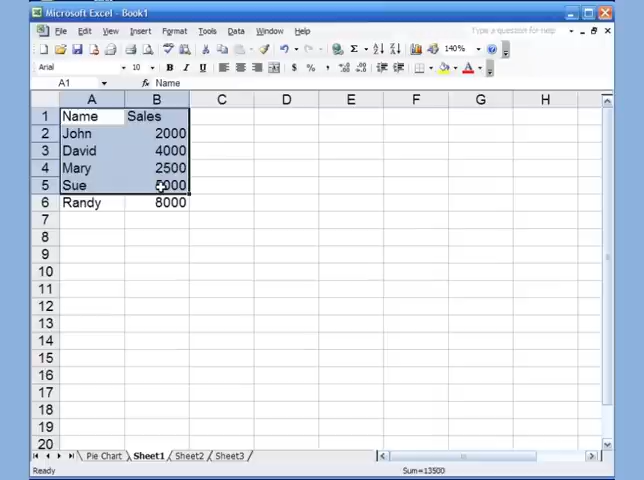 Microsoft Excel - Book1
File Edit View Insert Format Tools Data Window Help Type a question for help
Σ 140%
Arial 10 B I U $ % , A
A1 fx Name
A B C D E F G H
1 Name Sales
2 John 2000
3 David 4000
4 Mary 2500
5 Sue 000
6 Randy 8000
7
8
9
10
11
12
13
14
15
16
17
18
19
20
Pie Chart Sheet1 Sheet2 Sheet3
Ready Sum=13500